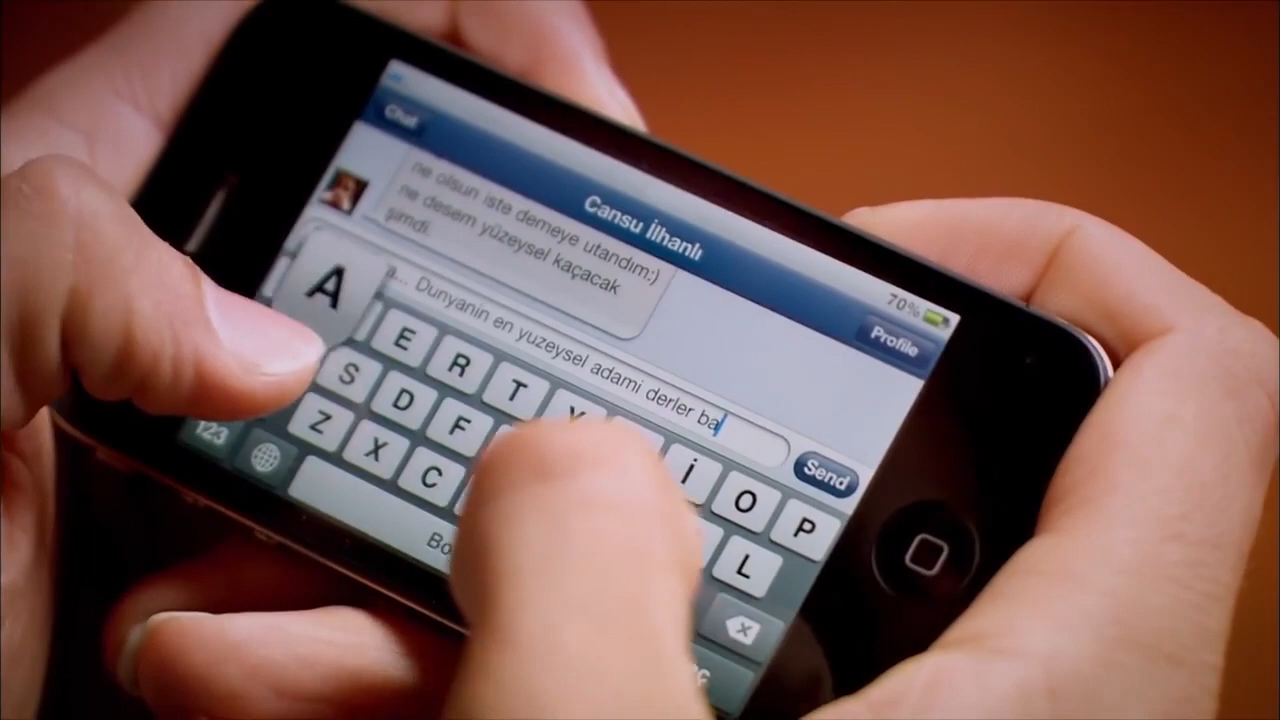 70%
Chat
Cansu İlhanlı
Profile
ne olsun iste demeye utandım:)
ne desem yüzeysel kaçacak
şimdi.
a... Dunyanin en yuzeysel adami derler ba
Send
A
E R T Y İ O P
S D F L
Z X C
123